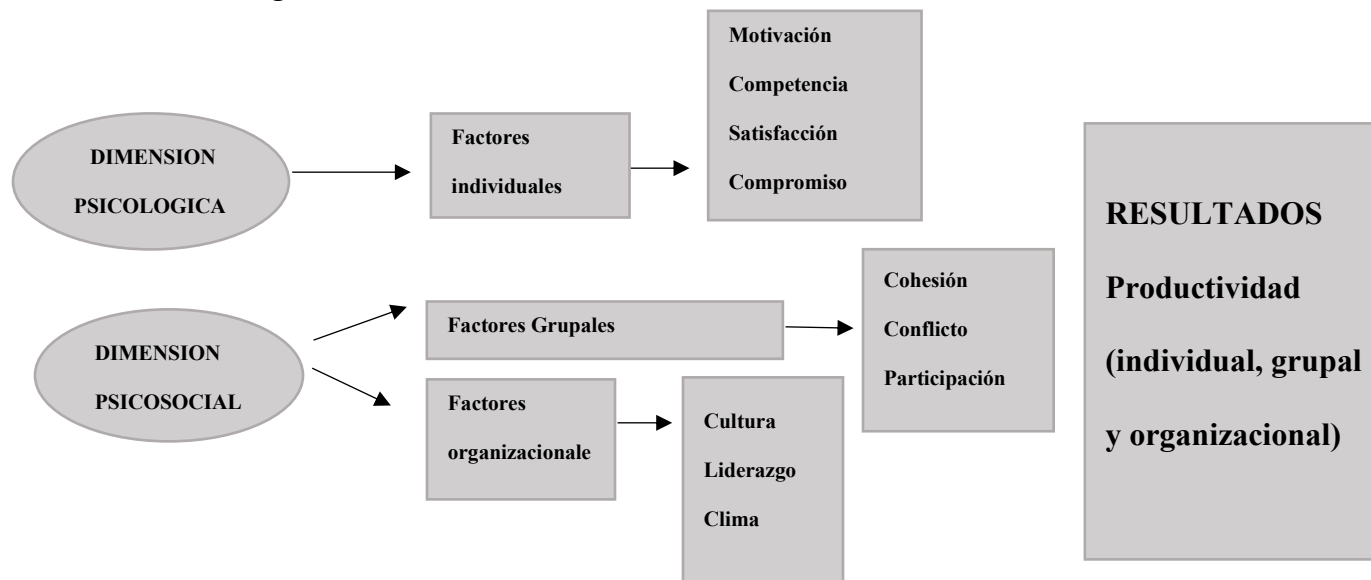 DIMENSION
PSICOLOGICA
Factores
individuales
Motivación
Competencia
Satisfacción
Compromiso
DIMENSION
PSICOSOCIAL
Factores Grupales
Cohesión
Conflicto
Participación
Factores
organizacionale
Cultura
Liderazgo
Clima
RESULTADOS
Productividad
(individual, grupal
y organizacional)